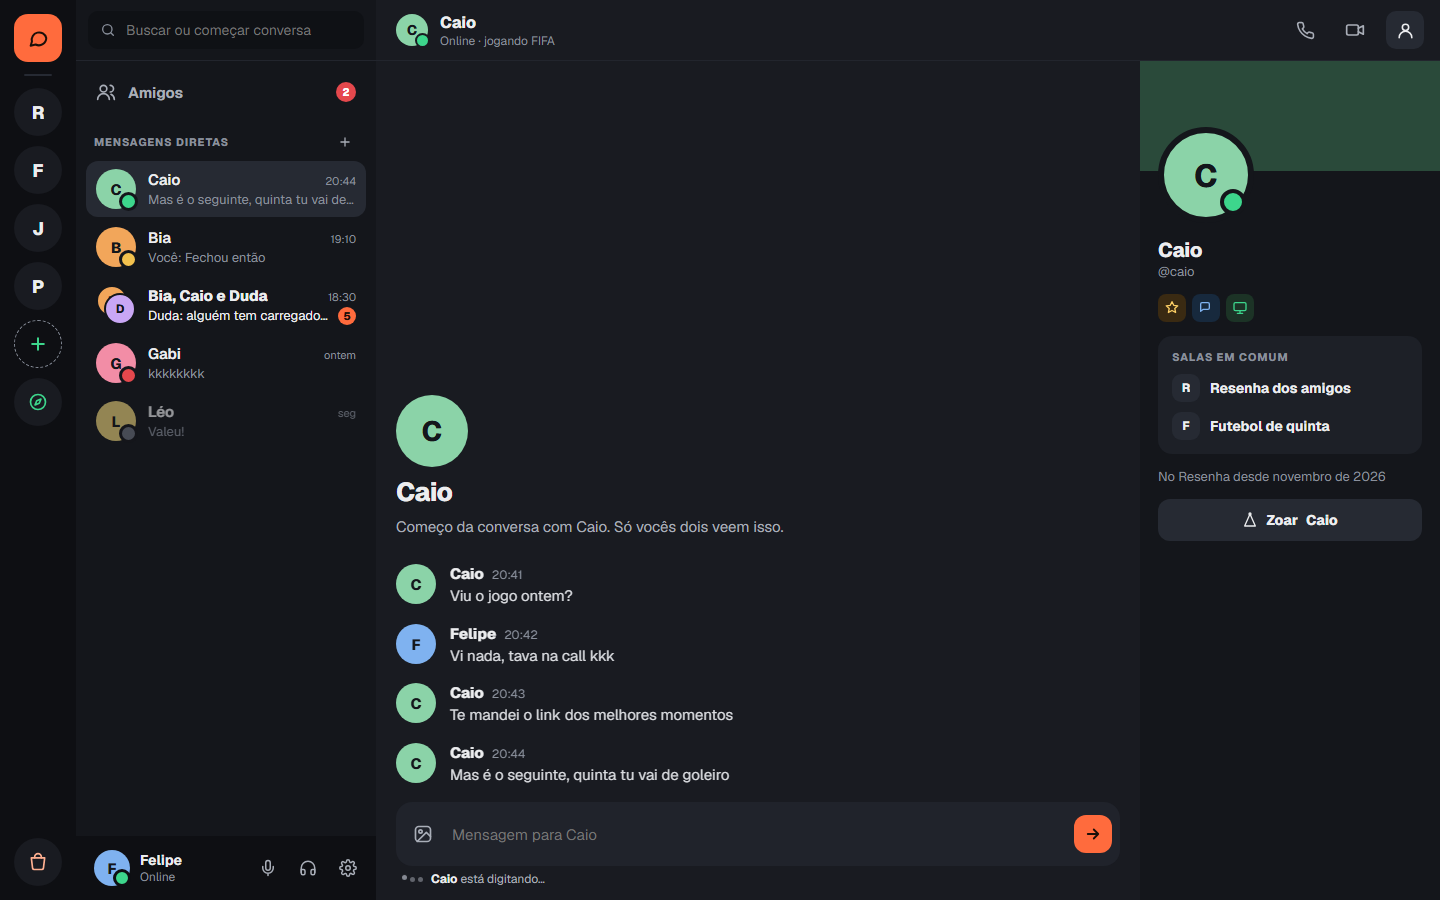 R
F
J
P
Buscar ou começar conversa
Amigos
2
MENSAGENS DIRETAS
C
Caio
20:44
Mas é o seguinte, quinta tu vai de...
B
Bia
19:10
Você: Fechou então
D
Bia, Caio e Duda
18:30
Duda: alguém tem carregado...
5
G
Gabi
ontem
kkkkkkkk
L
Léo
seg
Valeu!
F
Felipe
Online
C
Caio
Online · jogando FIFA
C
Caio
Começo da conversa com Caio. Só vocês dois veem isso.
C
Caio 20:41
Viu o jogo ontem?
F
Felipe 20:42
Vi nada, tava na call kkk
C
Caio 20:43
Te mandei o link dos melhores momentos
C
Caio 20:44
Mas é o seguinte, quinta tu vai de goleiro
Mensagem para Caio
Caio está digitando...
C
Caio
@caio
SALAS EM COMUM
R Resenha dos amigos
F Futebol de quinta
No Resenha desde novembro de 2026
Zoar Caio